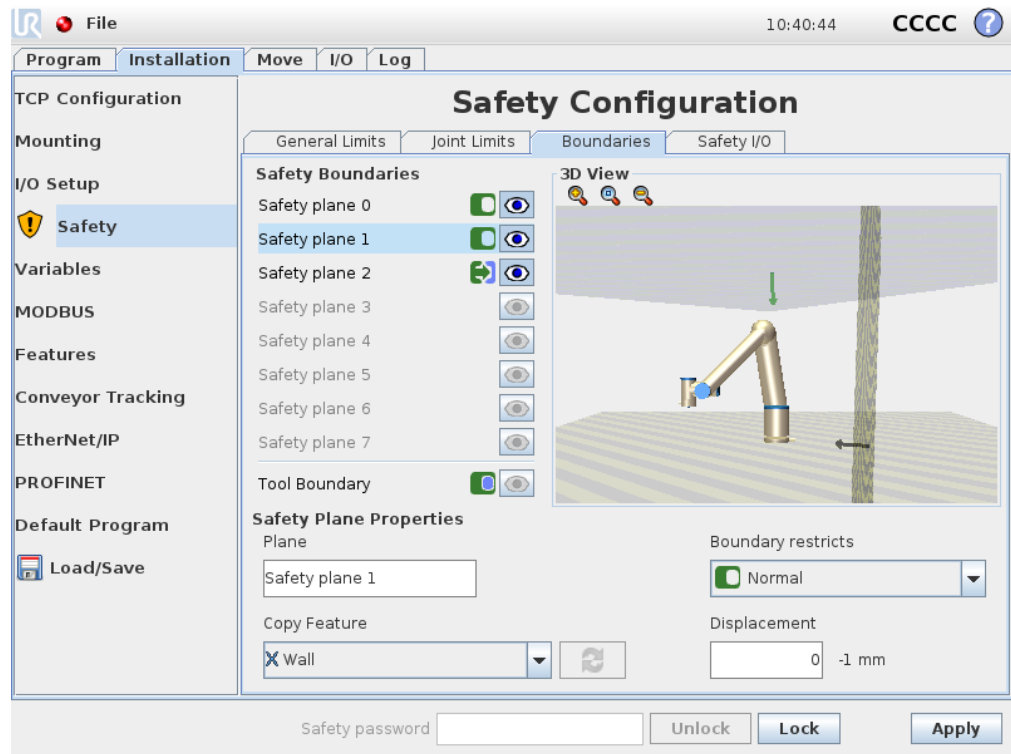 UR File 10:40:44 CCCC ?
Program Installation Move I/O Log
TCP Configuration
Mounting
I/O Setup
Safety
Variables
MODBUS
Features
Conveyor Tracking
EtherNet/IP
PROFINET
Default Program
Load/Save
Safety Configuration
General Limits Joint Limits Boundaries Safety I/O
Safety Boundaries
Safety plane 0
Safety plane 1
Safety plane 2
Safety plane 3
Safety plane 4
Safety plane 5
Safety plane 6
Safety plane 7
Tool Boundary
3D View
Safety Plane Properties
Plane
Safety plane 1
Boundary restricts
Normal
Copy Feature
Wall
Displacement
0 -1 mm
Safety password Unlock Lock Apply